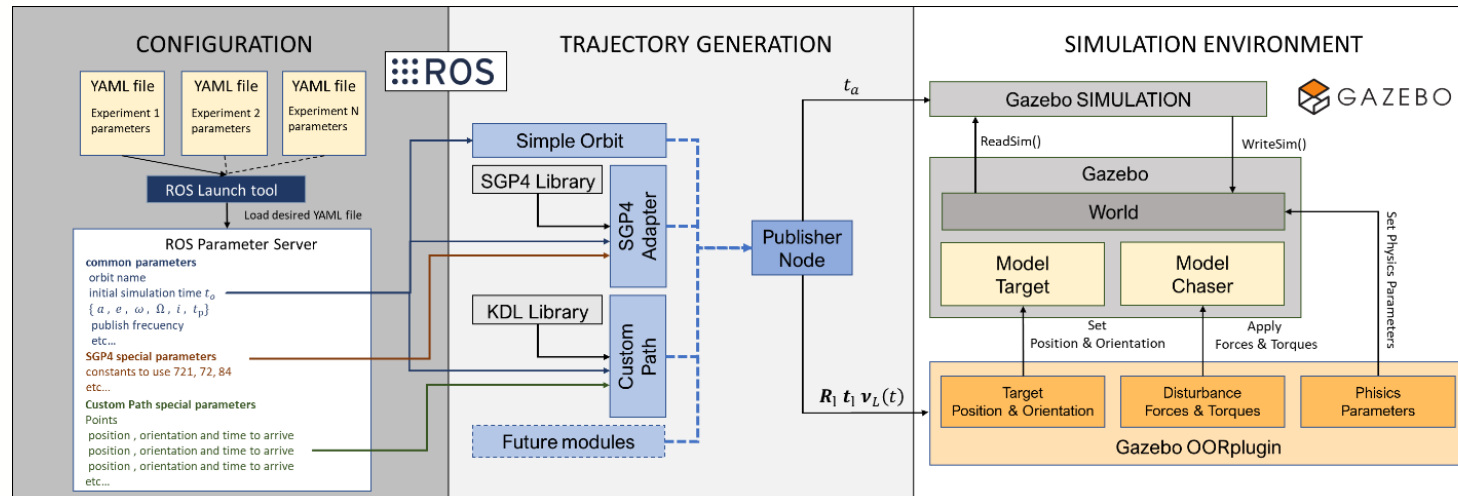 CONFIGURATION
YAML file
Experiment 1
parameters
YAML file
Experiment 2
parameters
YAML file
Experiment N
parameters
ROS Launch tool
Load desired YAML file
ROS Parameter Server
common parameters
orbit name
initial simulation time t_o
{ a , e , ω , Ω , i , t_p}
publish frecuency
etc...
SGP4 special parameters
constants to use 721, 72, 84
etc...
Custom Path special parameters
Points
position , orientation and time to arrive
position , orientation and time to arrive
position , orientation and time to arrive
etc...
ROS
TRAJECTORY GENERATION
Simple Orbit
SGP4 Library
SGP4
Adapter
KDL Library
Custom
Path
Future modules
Publisher
Node
t_a
R_l t_l v_L(t)
SIMULATION ENVIRONMENT
GAZEBO
Gazebo SIMULATION
ReadSim()
WriteSim()
Gazebo
World
Model
Target
Model
Chaser
Set
Position & Orientation
Apply
Forces & Torques
Set Physics Parameters
Target
Position & Orientation
Disturbance
Forces & Torques
Phisics
Parameters
Gazebo OORplugin